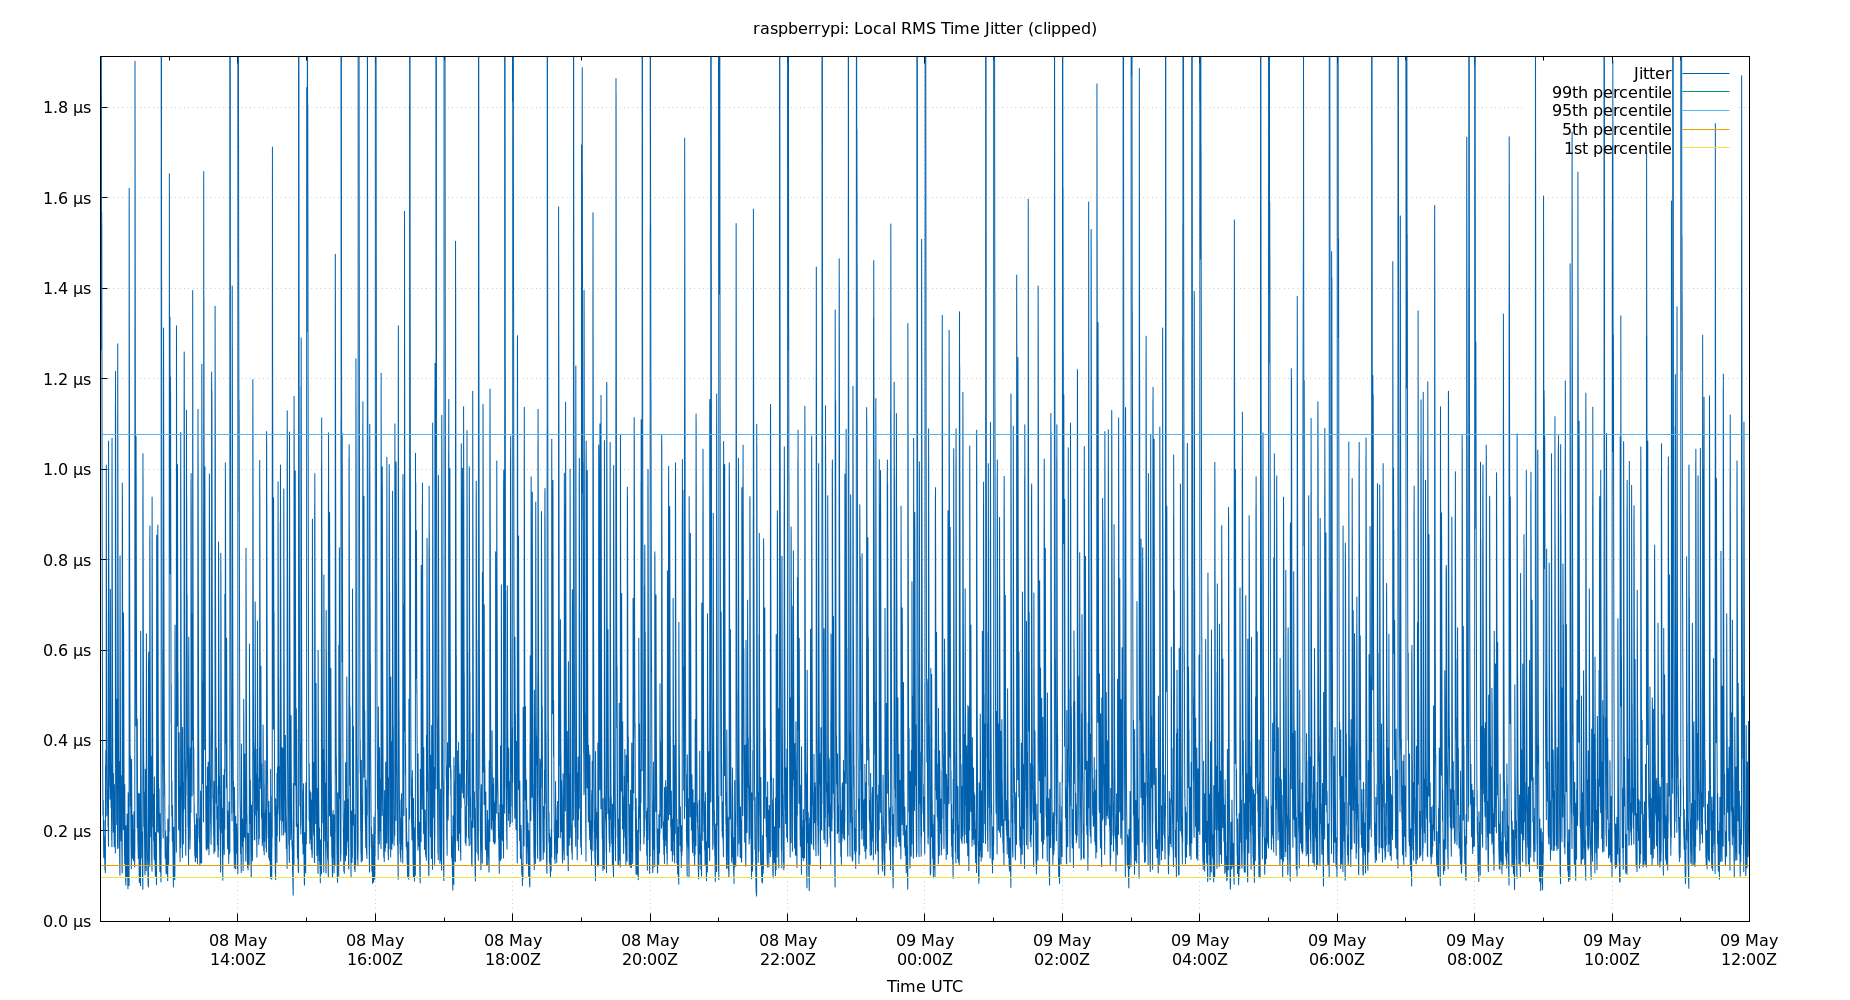 raspberrypi: Local RMS Time Jitter (clipped)
Jitter
99th percentile
95th percentile
5th percentile
1st percentile
1.8 µs
1.6 µs
1.4 µs
1.2 µs
1.0 µs
0.8 µs
0.6 µs
0.4 µs
0.2 µs
0.0 µs
08 May 08 May 08 May 08 May 08 May 09 May 09 May 09 May 09 May 09 May 09 May 09 May
14:00Z 16:00Z 18:00Z 20:00Z 22:00Z 00:00Z 02:00Z 04:00Z 06:00Z 08:00Z 10:00Z 12:00Z
Time UTC